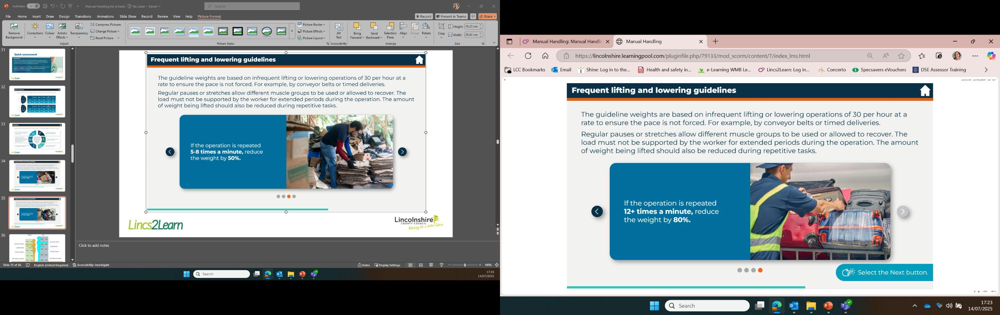 AutoSave
Manual Handling for schools
No Label • Saved
Search
File Home Insert Draw Design Transitions Animations Slide Show Record Review View Help Picture Format
Record
Present in Teams
Share
Remove Background
Corrections
Colour
Artistic Effects
Transparency
Compress Pictures
Change Picture
Reset Picture
Adjust
Picture Styles
Picture Border
Picture Effects
Picture Layout
Alt Text
Accessibility
Bring Forward
Send Backward
Selection Pane
Align
Group
Rotate
Arrange
Crop
Height: 16.23 cm
Width: 28.42 cm
Size
31
Quick assessment
32
33
34
35
36
Frequent lifting and lowering guidelines
The guideline weights are based on infrequent lifting or lowering operations of 30 per hour at a
rate to ensure the pace is not forced. For example, by conveyor belts or timed deliveries.
Regular pauses or stretches allow different muscle groups to be used or allowed to recover. The
load must not be supported by the worker for extended periods during the operation. The amount
of weight being lifted should also be reduced during repetitive tasks.
If the operation is repeated
5-8 times a minute, reduce
the weight by 50%.
Lincs2Learn
Lincolnshire
COUNTY COUNCIL
Working for a better future
Click to add notes
Slide 35 of 66
English (United Kingdom)
Accessibility: Investigate
Notes
Display Settings
100%
Search
17:23
14/07/2025
Manual Handling: Manual Handli
Manual Handling
https://lincolnshire.learningpool.com/pluginfile.php/79133/mod_scorm/content/7/index_lms.html
LCC Bookmarks
Email
Shine: Log in to the...
Health and safety in...
e-Learning WMB Le...
Lincs2Learn: Log in...
Concerto
Specsavers eVouchers
DSE Assessor Training
Frequent lifting and lowering guidelines
The guideline weights are based on infrequent lifting or lowering operations of 30 per hour at a
rate to ensure the pace is not forced. For example, by conveyor belts or timed deliveries.
Regular pauses or stretches allow different muscle groups to be used or allowed to recover. The
load must not be supported by the worker for extended periods during the operation. The amount
of weight being lifted should also be reduced during repetitive tasks.
If the operation is repeated
12+ times a minute, reduce
the weight by 80%.
Select the Next button.
Search
17:23
14/07/2025